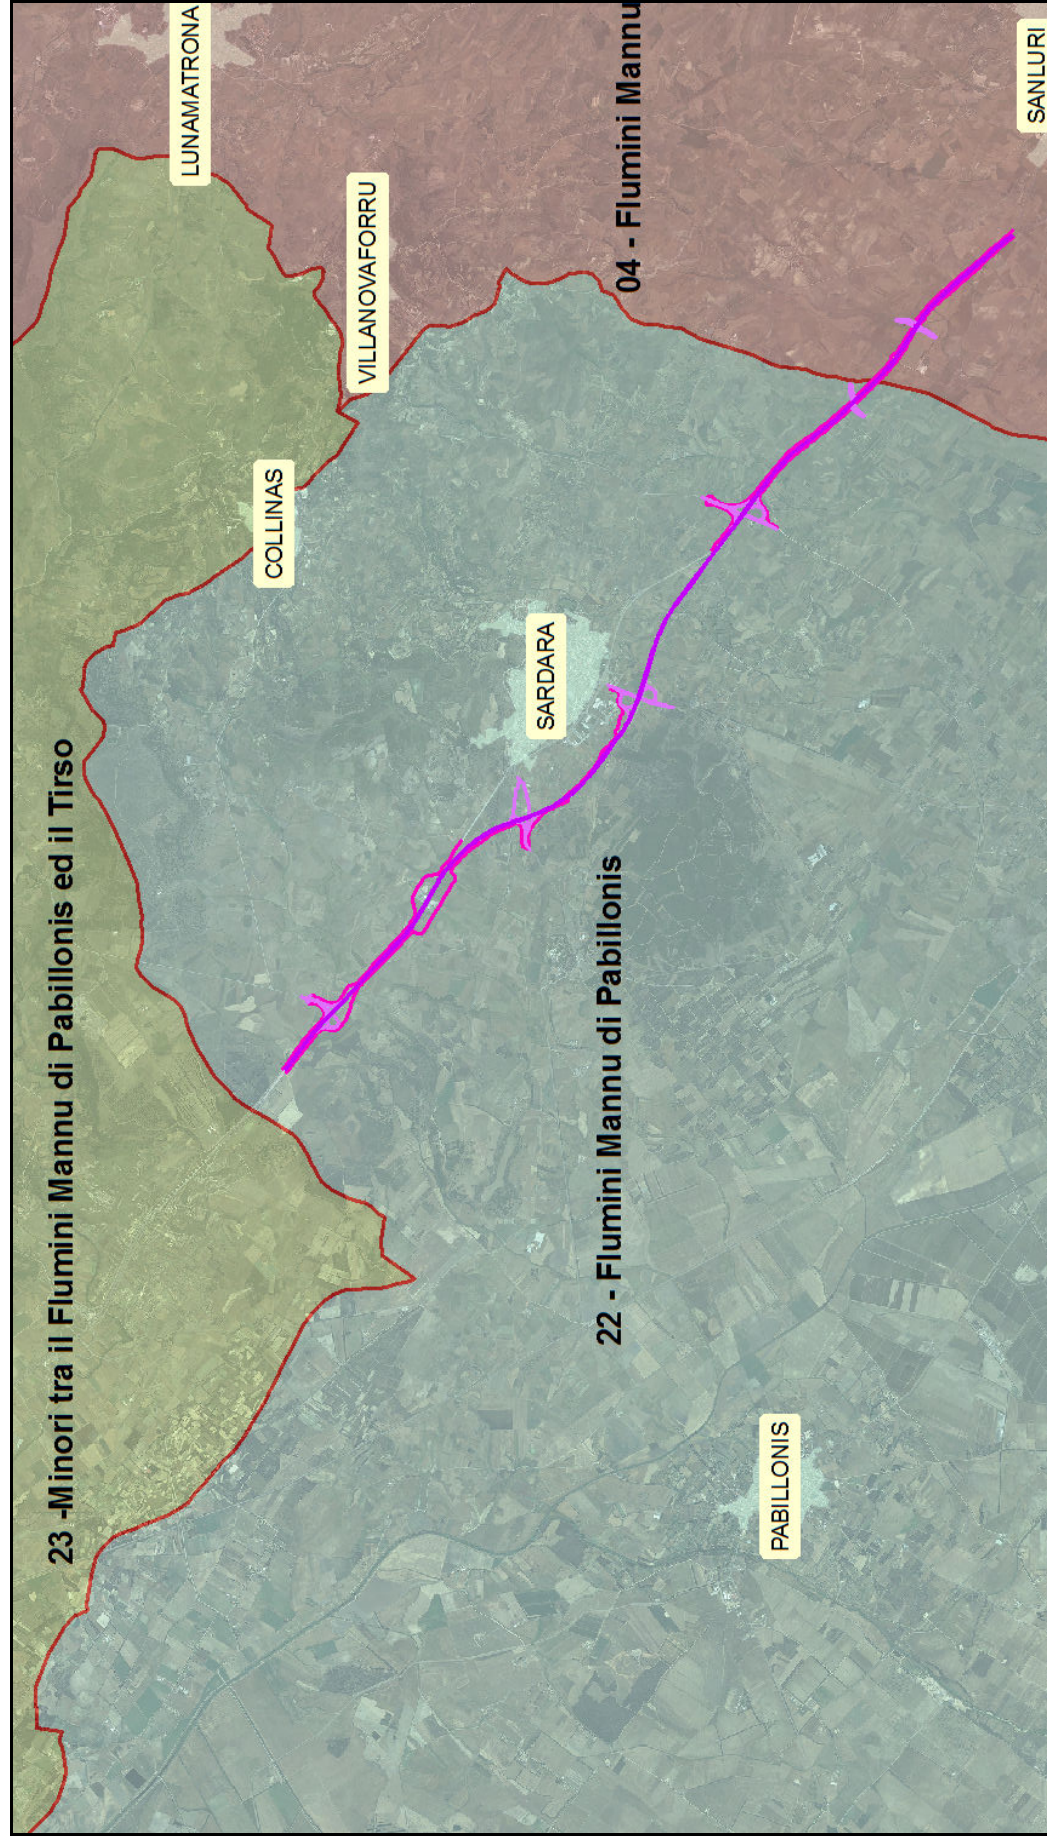 23 -Minori tra il Flumini Mannu di Pabillonis ed il Tirso
LUNAMATRONA
COLLINAS
VILLANOVAFORRU
SARDARA
04 - Flumini Mannu
22 - Flumini Mannu di Pabillonis
PABILLONIS
SANLURI